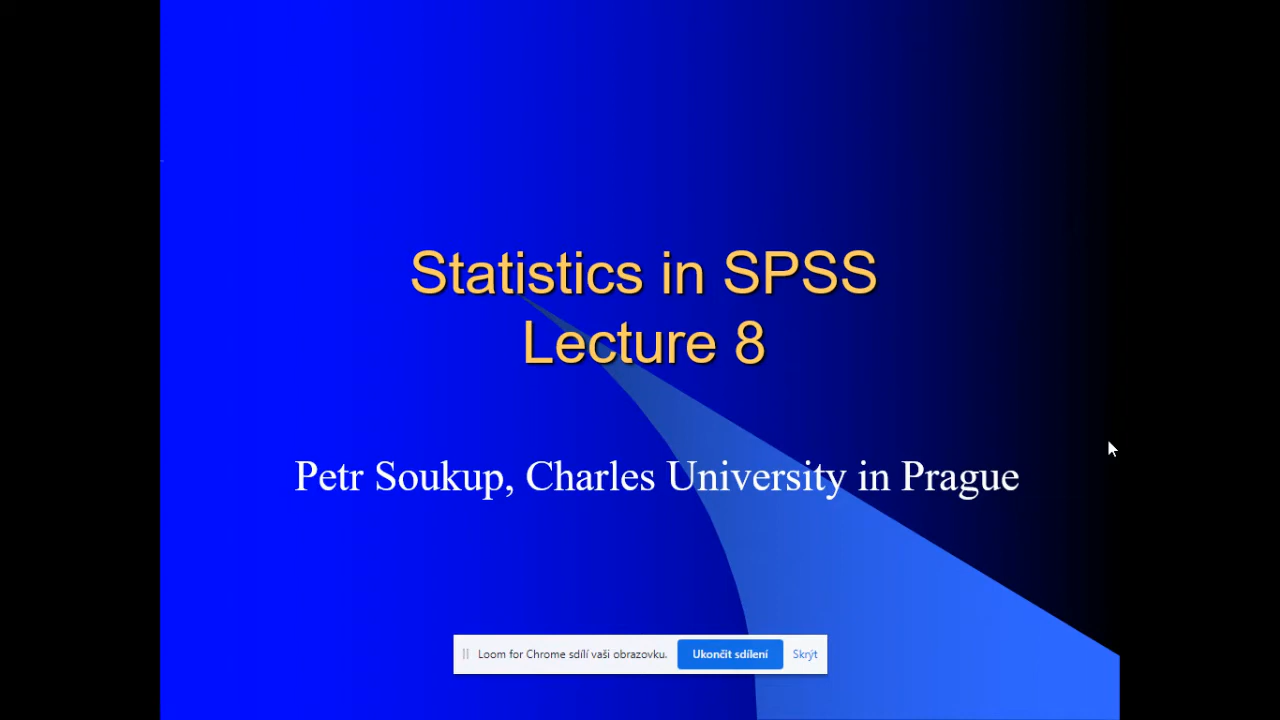 Statistics in SPSS
Lecture 8
Petr Soukup, Charles University in Prague
Loom for Chrome sdílí vaši obrazovku. Ukončit sdílení Skrýt